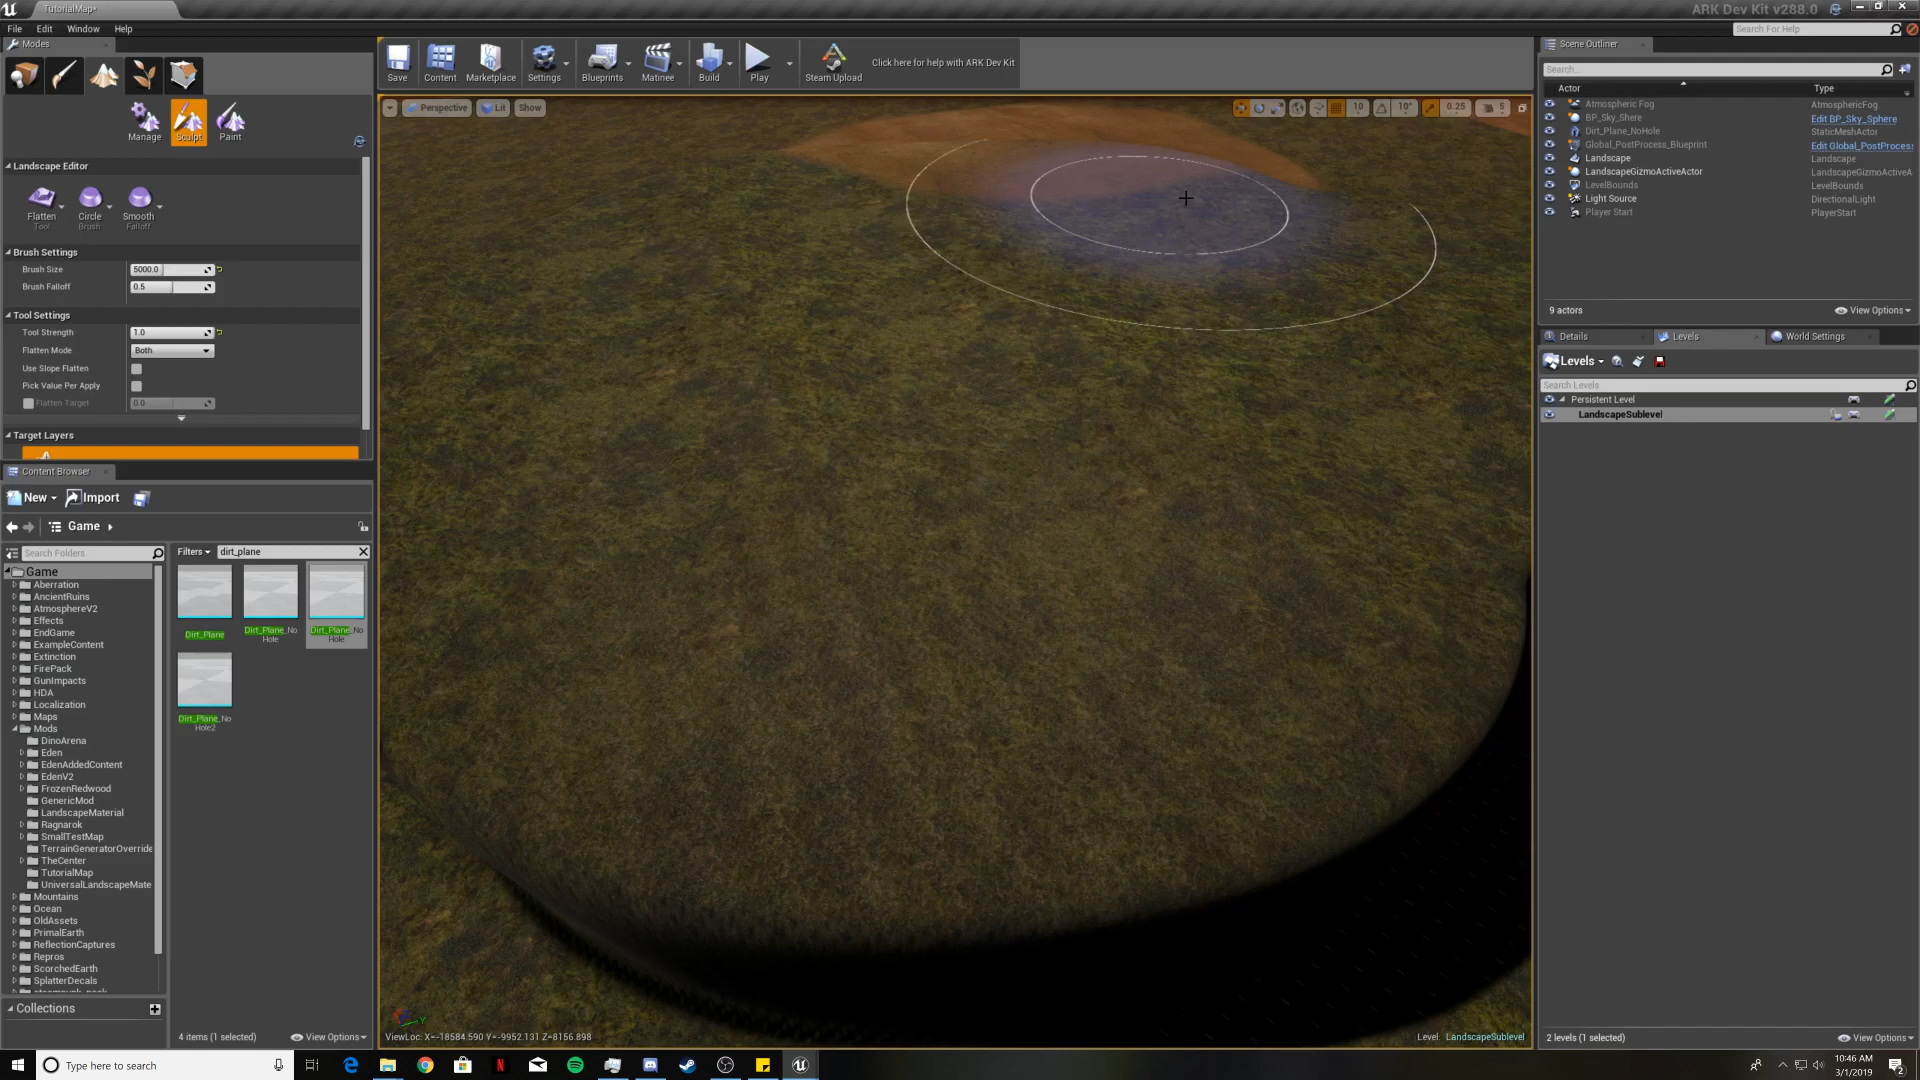 TutorialMap*
ARK Dev Kit v288.0
File Edit Window Help
Search For Help
Modes
Manage Sculpt Paint
Landscape Editor
Flatten Circle Smooth
Tool Brush Falloff
Brush Settings
Brush Size 5000.0
Brush Falloff 0.5
Tool Settings
Tool Strength 1.0
Flatten Mode Both
Use Slope Flatten
Pick Value Per Apply
Flatten Target 0.0
Target Layers
Save Content Marketplace Settings Blueprints Matinee Build Play Steam Upload
Click here for help with ARK Dev Kit
Perspective Lit Show
10 10° 0.25 5
Content Browser
New Import
Game
Search Folders
Filters dirt_plane
Game
Aberration
AncientRuins
AtmosphereV2
Effects
EndGame
ExampleContent
Extinction
FirePack
GunImpacts
HDA
Localization
Maps
Mods
DinoArena
Eden
EdenAddedContent
EdenV2
FrozenRedwood
GenericMod
LandscapeMaterial
Ragnarok
SmallTestMap
TerrainGeneratorOverride
TheCenter
TutorialMap
UniversalLandscapeMate
Mountains
Ocean
OldAssets
PrimalEarth
ReflectionCaptures
Repros
ScorchedEarth
SplatterDecals
Collections
Dirt_Plane
Dirt_Plane_No
Hole
Dirt_Plane_No
Hole
Dirt_Plane_No
Hole2
4 items (1 selected) View Options
ViewLoc: X=-18584.590 Y=-9952.131 Z=8156.898
Level: LandscapeSublevel
Scene Outliner
Search...
Actor Type
Atmospheric Fog AtmosphericFog
BP_Sky_Shere Edit BP_Sky_Sphere
Dirt_Plane_NoHole StaticMeshActor
Global_PostProcess_Blueprint Edit Global_PostProcess
Landscape Landscape
LandscapeGizmoActiveActor LandscapeGizmoActiveA
LevelBounds LevelBounds
Light Source DirectionalLight
Player Start PlayerStart
9 actors View Options
Details Levels World Settings
Levels
Search Levels
Persistent Level
LandscapeSublevel
2 levels (1 selected) View Options
Type here to search
10:46 AM
3/1/2019
2